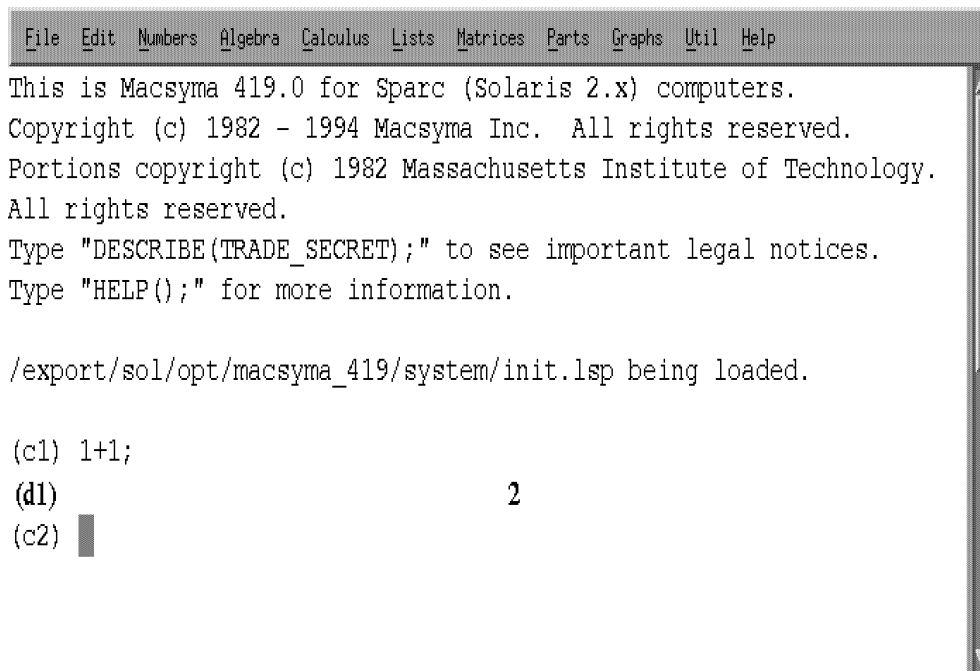 File Edit Numbers Algebra Calculus Lists Matrices Parts Graphs Util Help
This is Macsyma 419.0 for Sparc (Solaris 2.x) computers.
Copyright (c) 1982 - 1994 Macsyma Inc.  All rights reserved.
Portions copyright (c) 1982 Massachusetts Institute of Technology.
All rights reserved.
Type "DESCRIBE(TRADE_SECRET);" to see important legal notices.
Type "HELP();" for more information.
/export/sol/opt/macsyma_419/system/init.lsp being loaded.
(c1) 1+1;
(d1) 2
(c2)